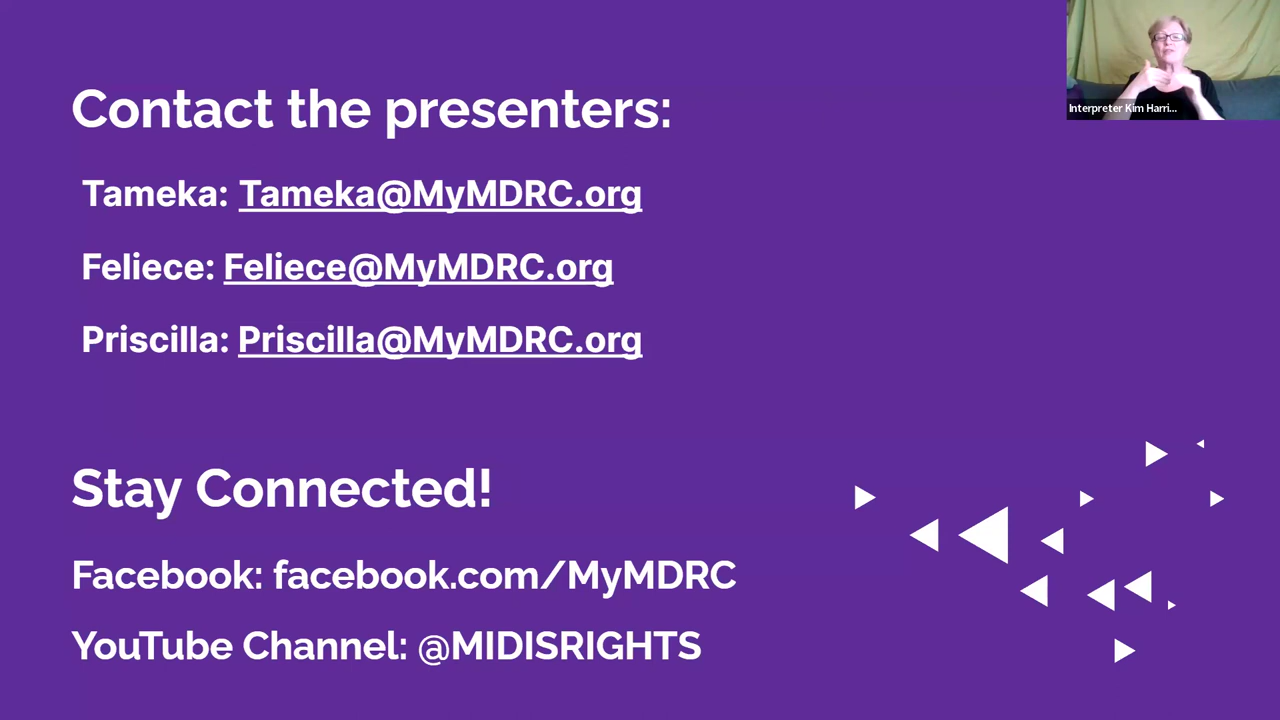 Contact the presenters:
Tameka: Tameka@MyMDRC.org
Feliece: Feliece@MyMDRC.org
Priscilla: Priscilla@MyMDRC.org
Stay Connected!
Facebook: facebook.com/MyMDRC
YouTube Channel: @MIDISRIGHTS
Interpreter Kim Harri...